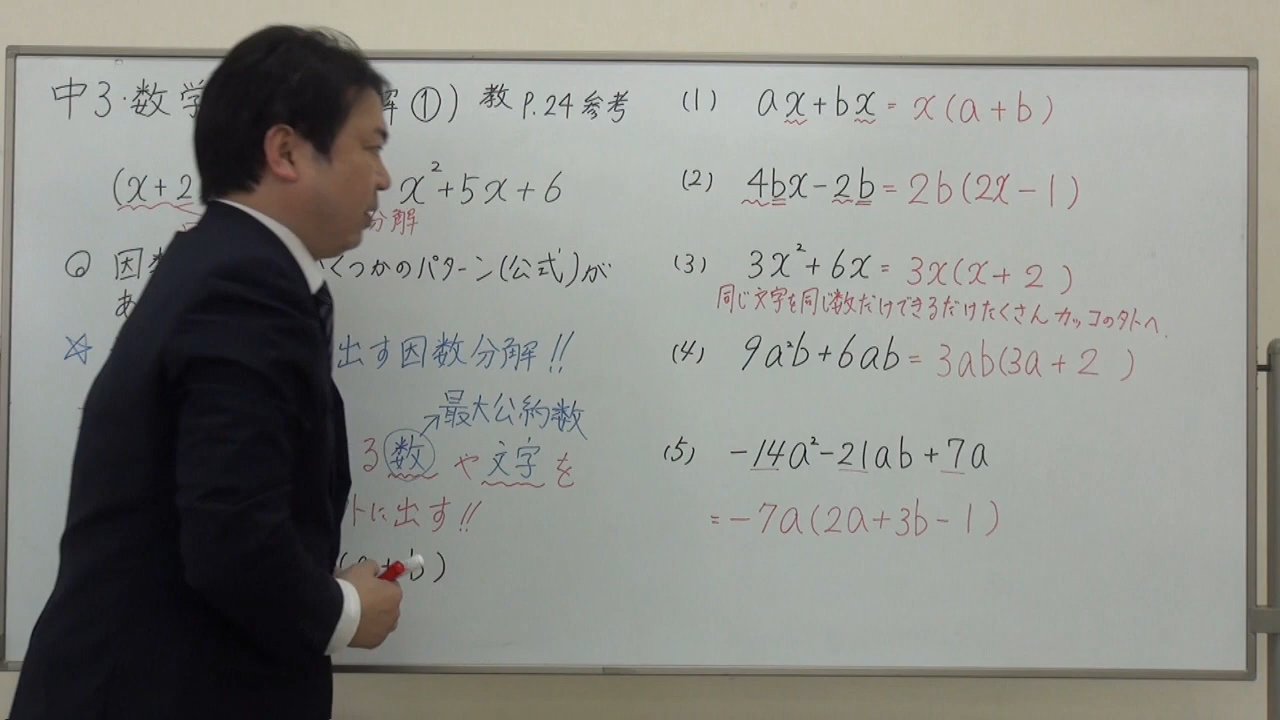 中3・数学 解①) 教 P.24 参考
(x+2 x²+5x+6
分解
◎ 因数 くつかのパターン(公式)が
あ
☆ 出す因数分解!!
→最大公約数
る数や文字を
トに出す!!
(a+b)
(1) ax+bx=x(a+b)
(2) 4bx-2b=2b(2x-1)
(3) 3x²+6x=3x(x+2)
同じ文字を同じ数だけできるだけたくさんカッコの外へ.
(4) 9a²b+6ab=3ab(3a+2)
(5) -14a²-21ab+7a
=-7a(2a+3b-1)